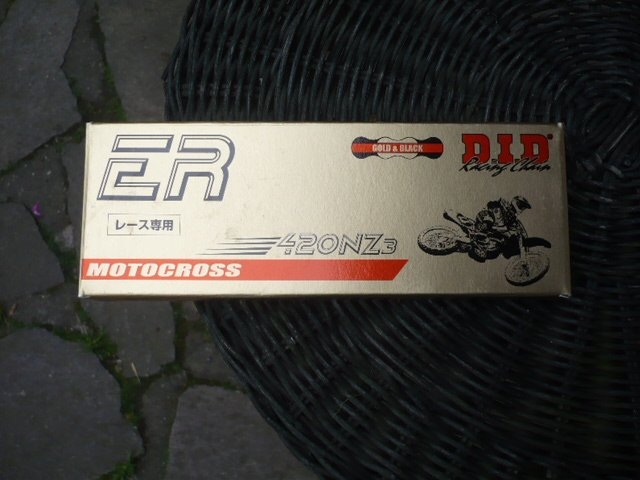 ER
GOLD & BLACK
D.I.D
Racing Chain
レース専用
420NZ3
MOTOCROSS